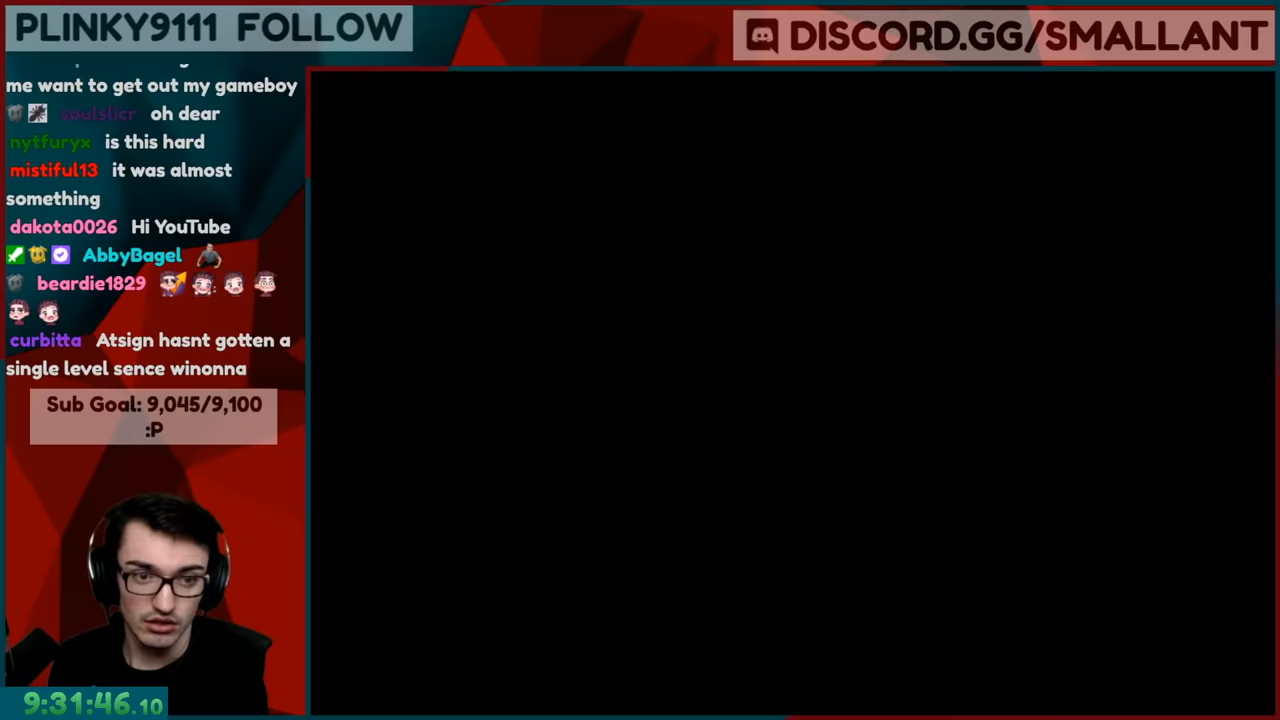 PLINKY9111 FOLLOW
DISCORD.GG/SMALLANT
me want to get out my gameboy
soulslicr oh dear
nytfuryx is this hard
mistiful13 it was almost
something
dakota0026 Hi YouTube
AbbyBagel
beardie1829
curbitta Atsign hasnt gotten a
single level sence winonna
Sub Goal: 9,045/9,100
:P
9:31:46.10